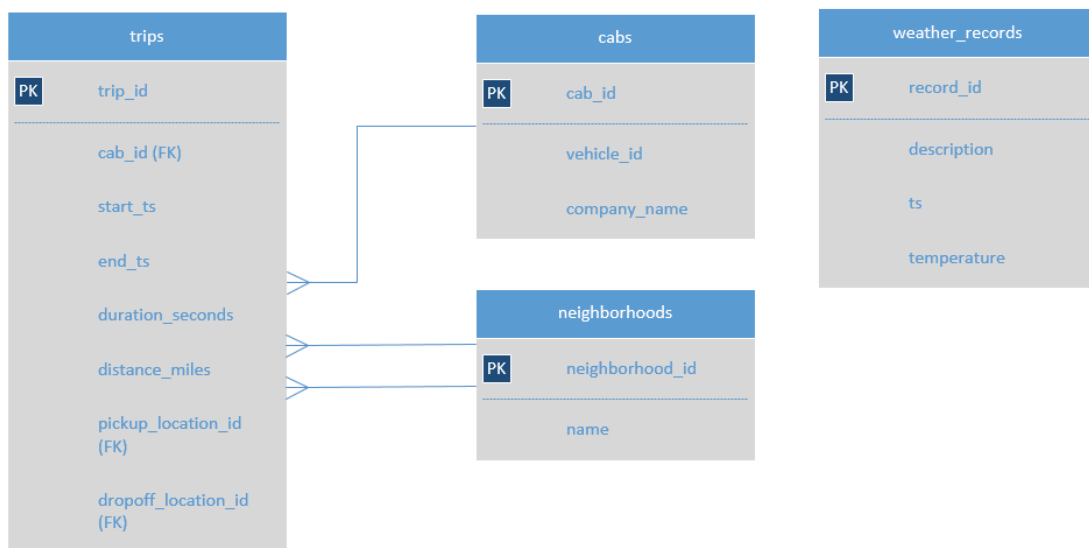 trips
PK trip_id
cab_id (FK)
start_ts
end_ts
duration_seconds
distance_miles
pickup_location_id
(FK)
dropoff_location_id
(FK)
cabs
PK cab_id
vehicle_id
company_name
neighborhoods
PK neighborhood_id
name
weather_records
PK record_id
description
ts
temperature